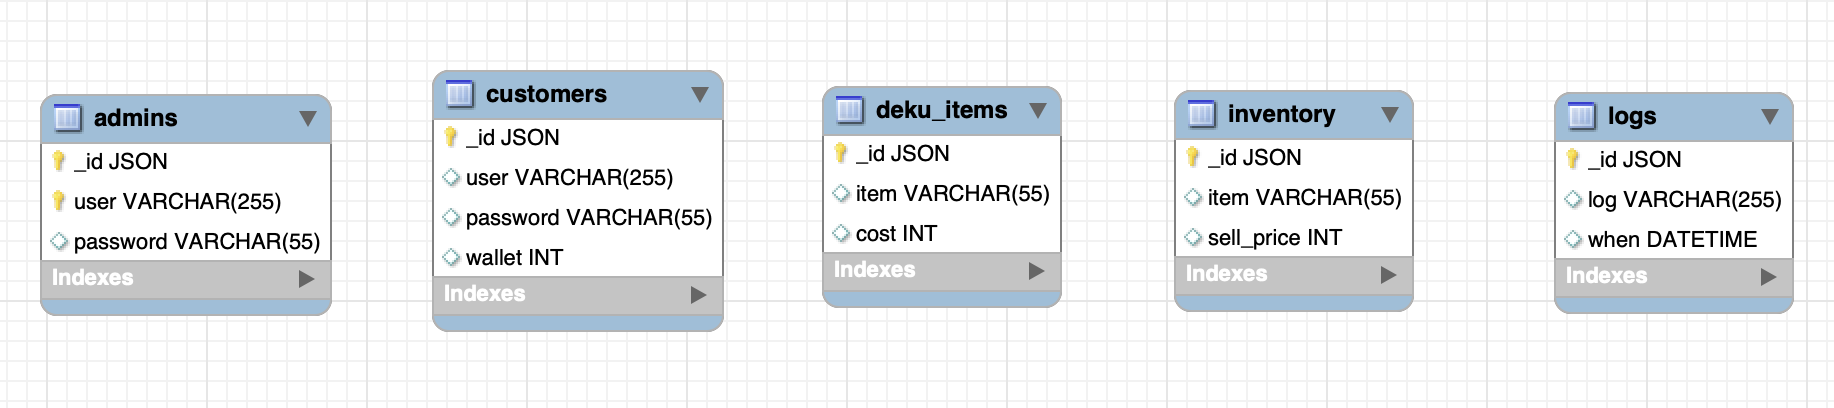 admins
_id JSON
user VARCHAR(255)
password VARCHAR(55)
Indexes
customers
_id JSON
user VARCHAR(255)
password VARCHAR(55)
wallet INT
Indexes
deku_items
_id JSON
item VARCHAR(55)
cost INT
Indexes
inventory
_id JSON
item VARCHAR(55)
sell_price INT
Indexes
logs
_id JSON
log VARCHAR(255)
when DATETIME
Indexes